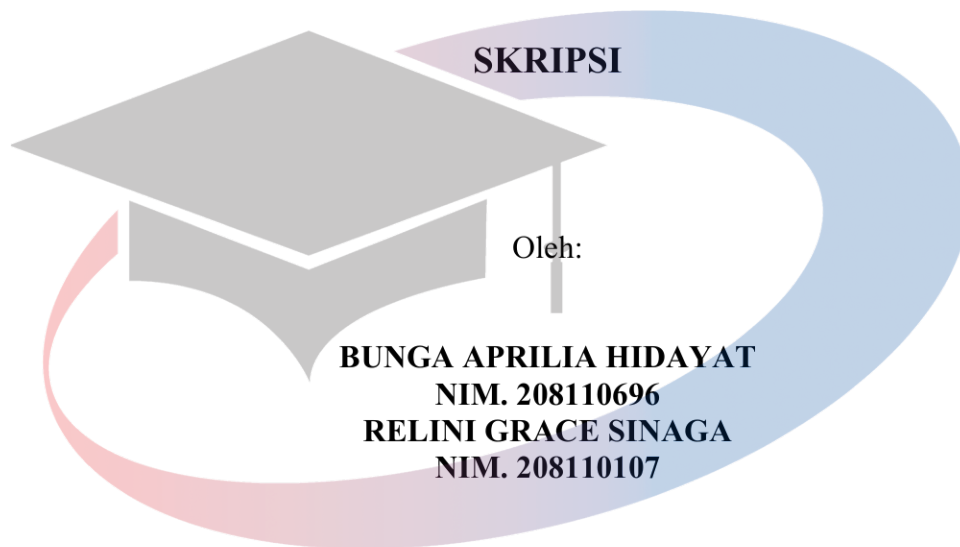 SKRIPSI
Oleh:
BUNGA APRILIA HIDAYAT
NIM. 208110696
RELINI GRACE SINAGA
NIM. 208110107